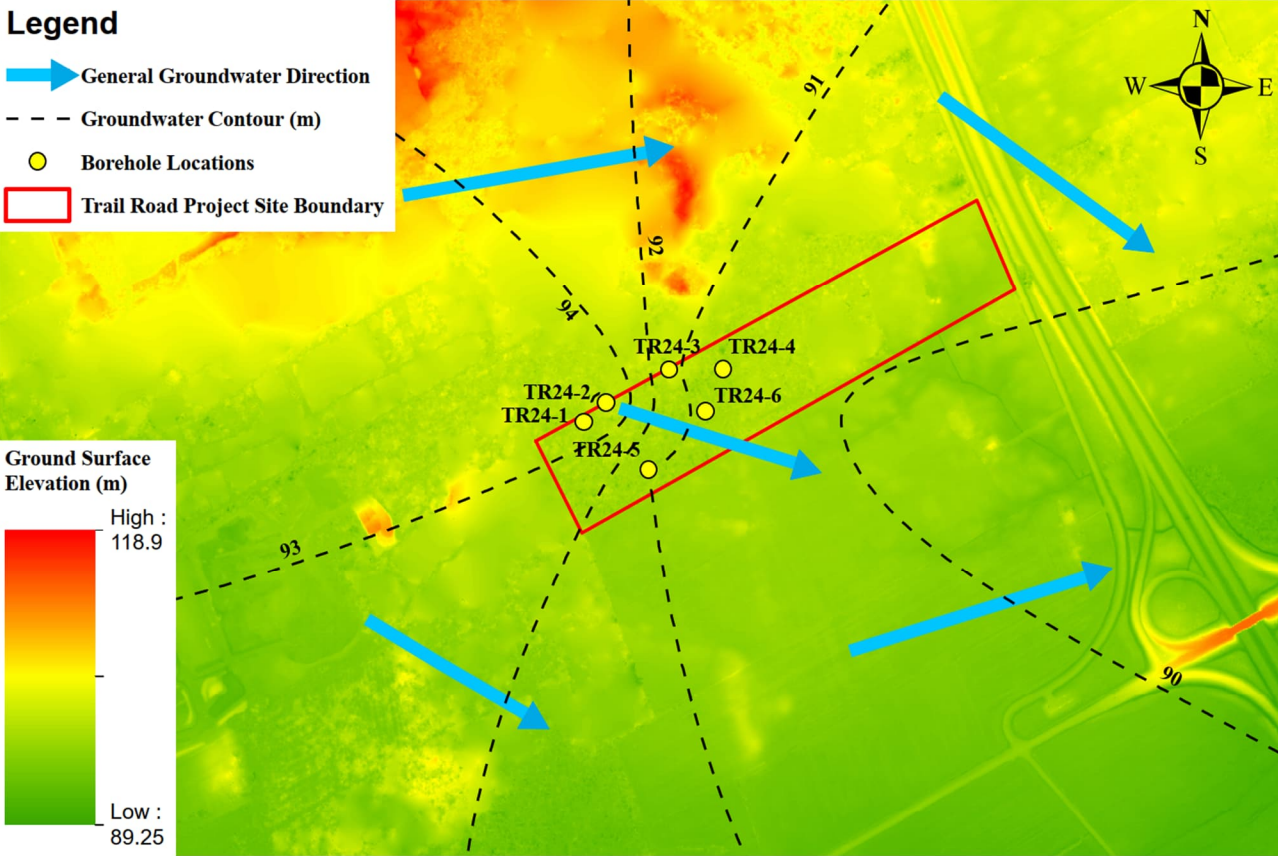 Legend
General Groundwater Direction
Groundwater Contour (m)
Borehole Locations
Trail Road Project Site Boundary
N
W
E
S
91
92
94
TR24-3
TR24-4
TR24-2
TR24-6
TR24-1
TR24-5
93
90
Ground Surface
Elevation (m)
High :
118.9
Low :
89.25